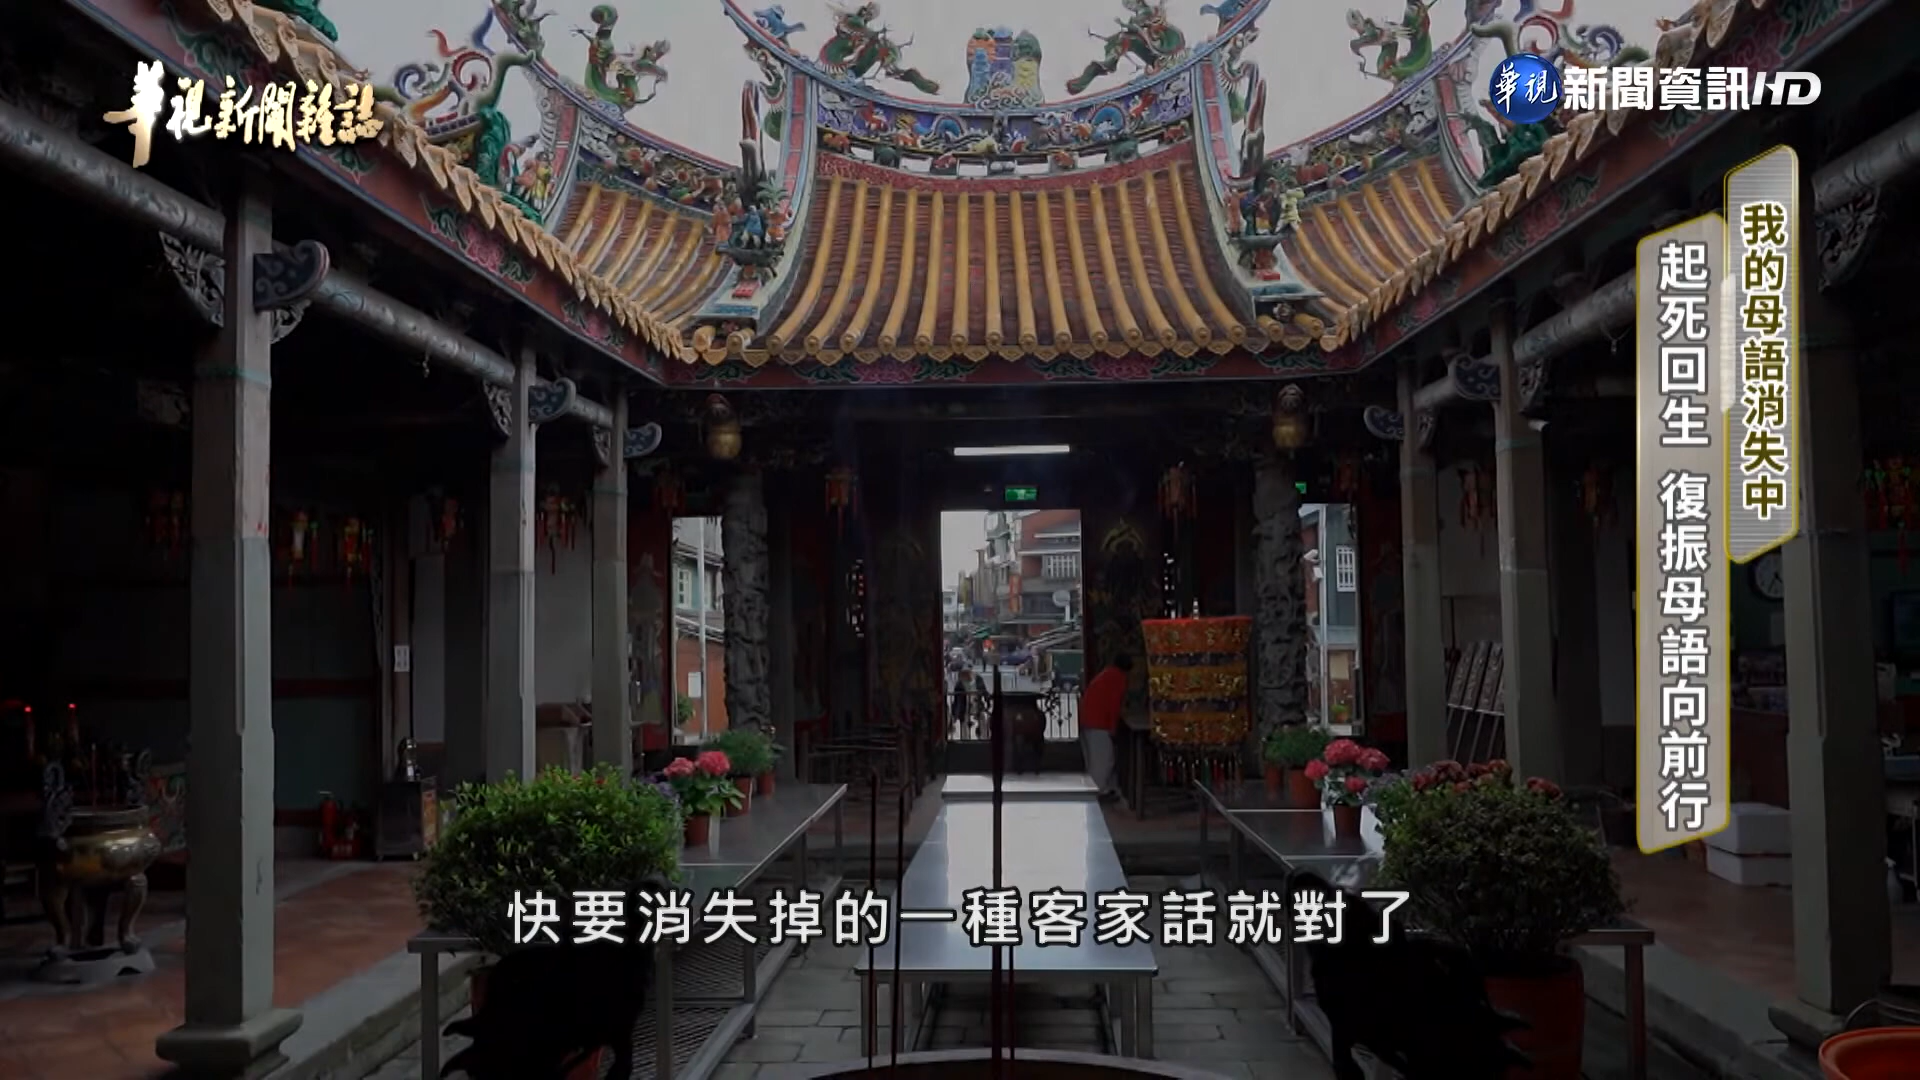 華視新聞雜誌
華視 新聞資訊HD
我的母語消失中
起死回生 復振母語向前行
快要消失掉的一種客家話就對了